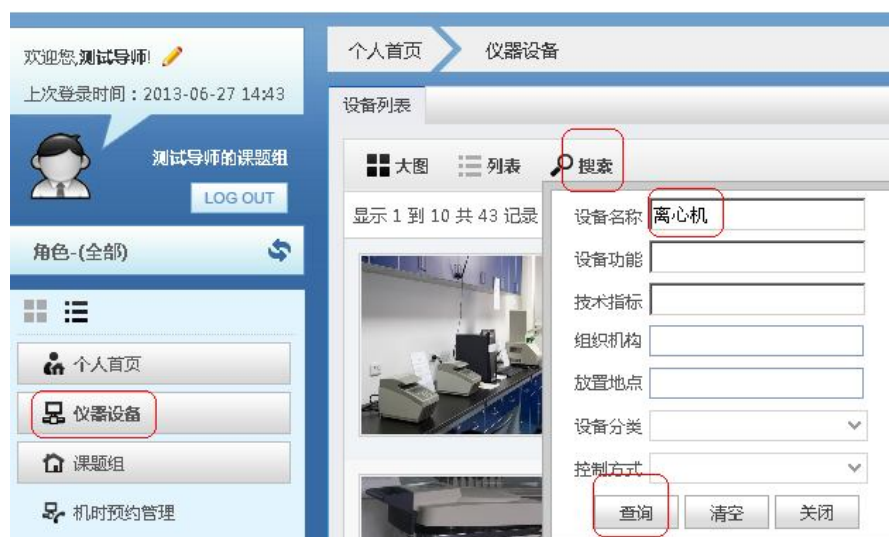 欢迎您,测试导师!
上次登录时间：2013-06-27 14:43
测试导师的课题组
LOG OUT
角色-(全部)
个人首页
仪器设备
课题组
机时预约管理
个人首页 仪器设备
设备列表
大图 列表 搜索
显示 1 到 10 共 43 记录
设备名称 离心机
设备功能
技术指标
组织机构
放置地点
设备分类
控制方式
查询 清空 关闭